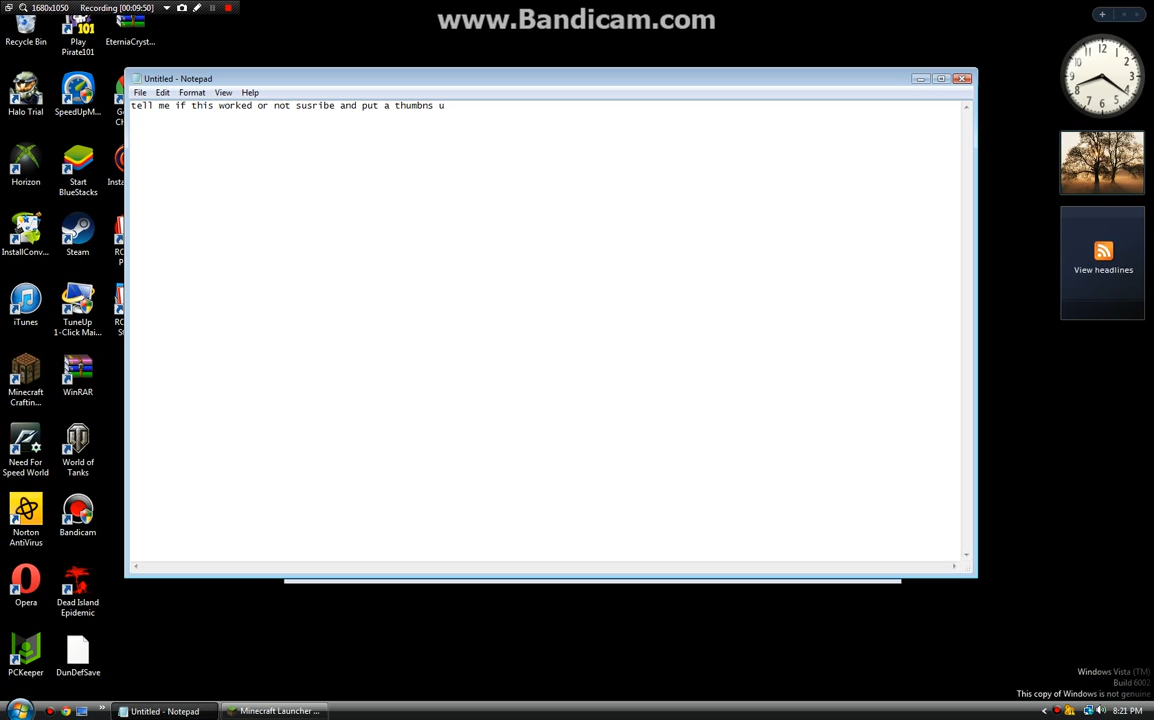 1680x1050 Recording [00:09:50]
www.Bandicam.com
Recycle Bin
Play Pirate101
EterniaCryst...
Untitled - Notepad
File Edit Format View Help
tell me if this worked or not susribe and put a thumbns u
Halo Trial
SpeedUpM...
Horizon
Start BlueStacks
Insta
InstallConv...
Steam
iTunes
TuneUp
1-Click Mai...
Minecraft
Craftin...
WinRAR
Need For
Speed World
World of
Tanks
Norton
AntiVirus
Bandicam
Opera
Dead Island
Epidemic
PCKeeper
DunDefSave
View headlines
Windows Vista (TM)
Build 6002
This copy of Windows is not genuine
Untitled - Notepad
Minecraft Launcher ...
8:21 PM